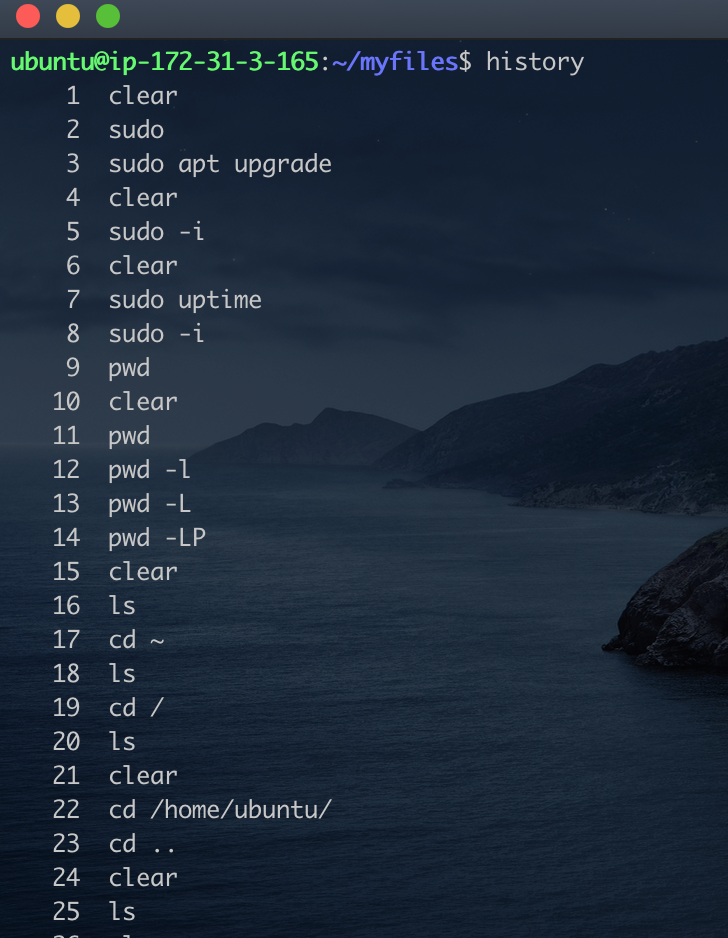 ubuntu@ip-172-31-3-165:~/myfiles$ history
1 clear
2 sudo
3 sudo apt upgrade
4 clear
5 sudo -i
6 clear
7 sudo uptime
8 sudo -i
9 pwd
10 clear
11 pwd
12 pwd -l
13 pwd -L
14 pwd -LP
15 clear
16 ls
17 cd ~
18 ls
19 cd /
20 ls
21 clear
22 cd /home/ubuntu/
23 cd ..
24 clear
25 ls